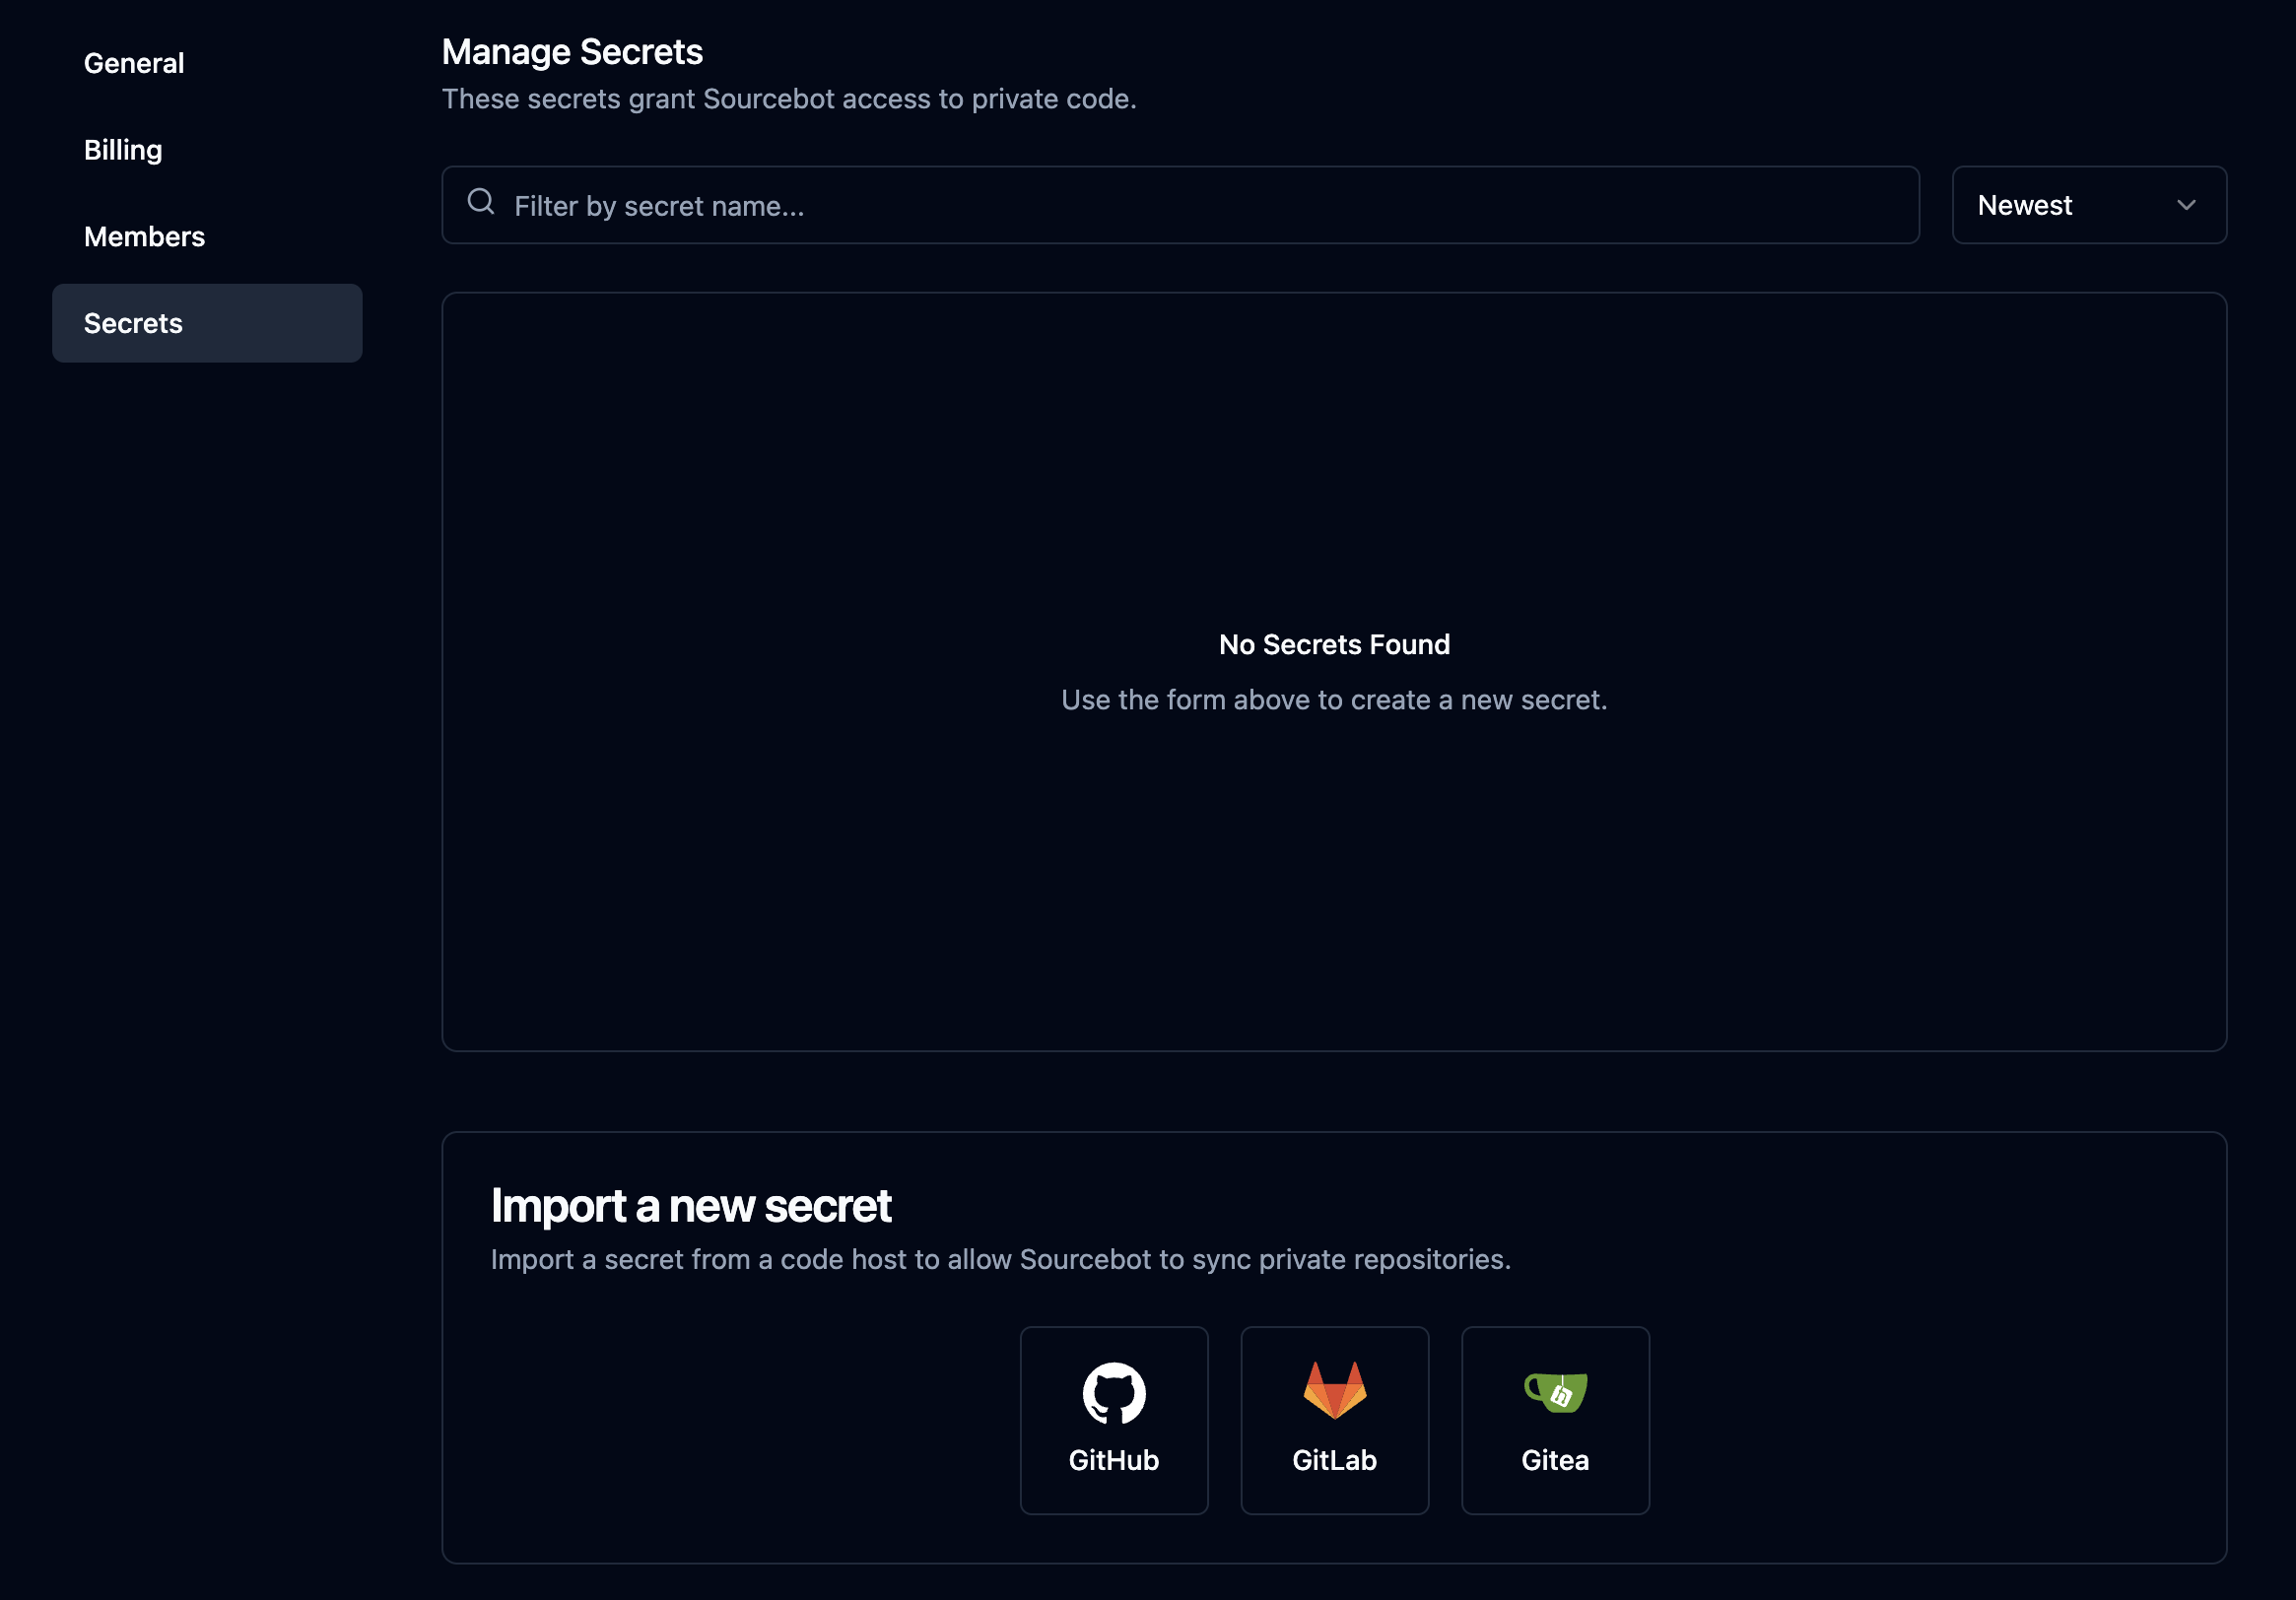 General
Billing
Members
Secrets
Manage Secrets
These secrets grant Sourcebot access to private code.
Filter by secret name...
Newest
No Secrets Found
Use the form above to create a new secret.
Import a new secret
Import a secret from a code host to allow Sourcebot to sync private repositories.
GitHub
GitLab
Gitea